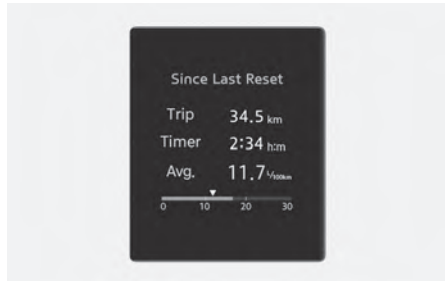 Since Last Reset
Trip 34.5 km
Timer 2:34 h:m
Avg. 11.7 L/100km
0 10 20 30